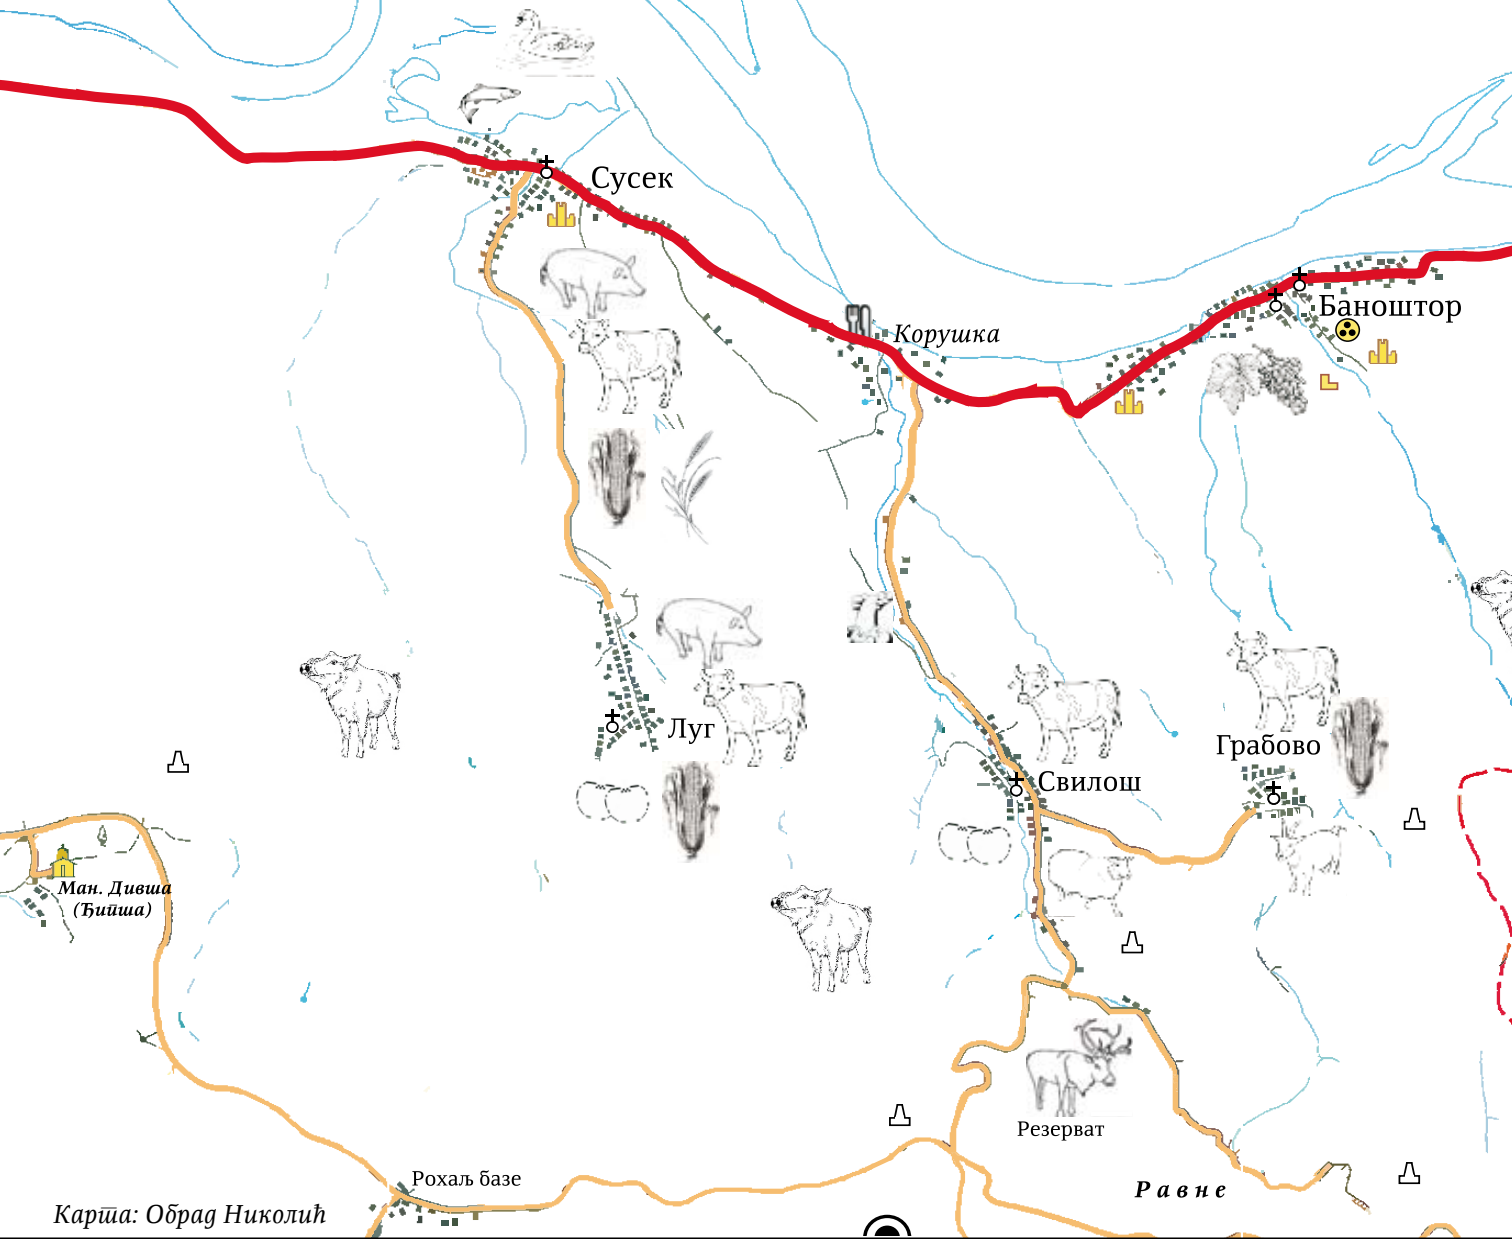 Сусек
Баноштор
Корушка
Луг
Грабово
Свилош
Ман. Дивша
(Ђипша)
Резерват
Рохаљ базе
Равне
Карта: Обрад Николић